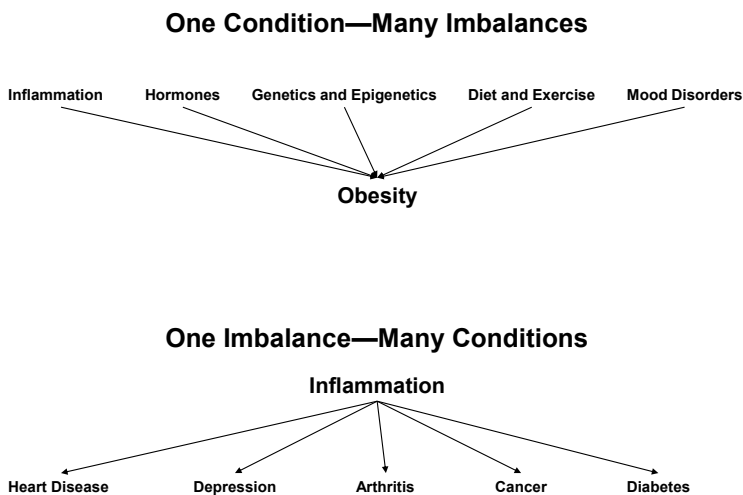 One Condition—Many Imbalances
Inflammation Hormones Genetics and Epigenetics Diet and Exercise Mood Disorders
Obesity
One Imbalance—Many Conditions
Inflammation
Heart Disease Depression Arthritis Cancer Diabetes